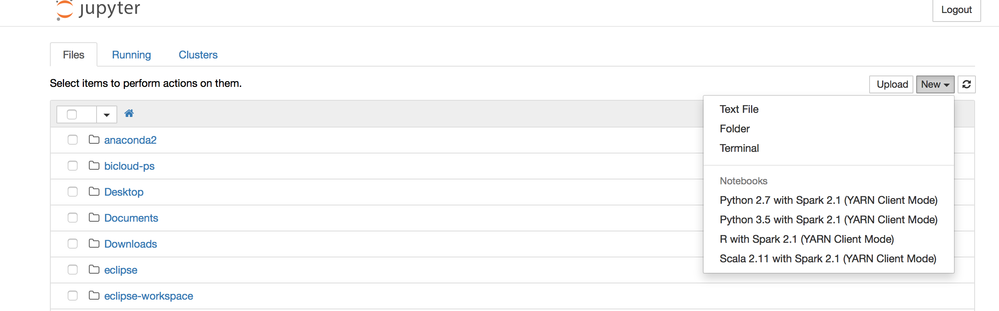 jupyter
Logout
Files Running Clusters
Select items to perform actions on them.
Upload New
Text File
Folder
Terminal
Notebooks
Python 2.7 with Spark 2.1 (YARN Client Mode)
Python 3.5 with Spark 2.1 (YARN Client Mode)
R with Spark 2.1 (YARN Client Mode)
Scala 2.11 with Spark 2.1 (YARN Client Mode)
anaconda2
bicloud-ps
Desktop
Documents
Downloads
eclipse
eclipse-workspace